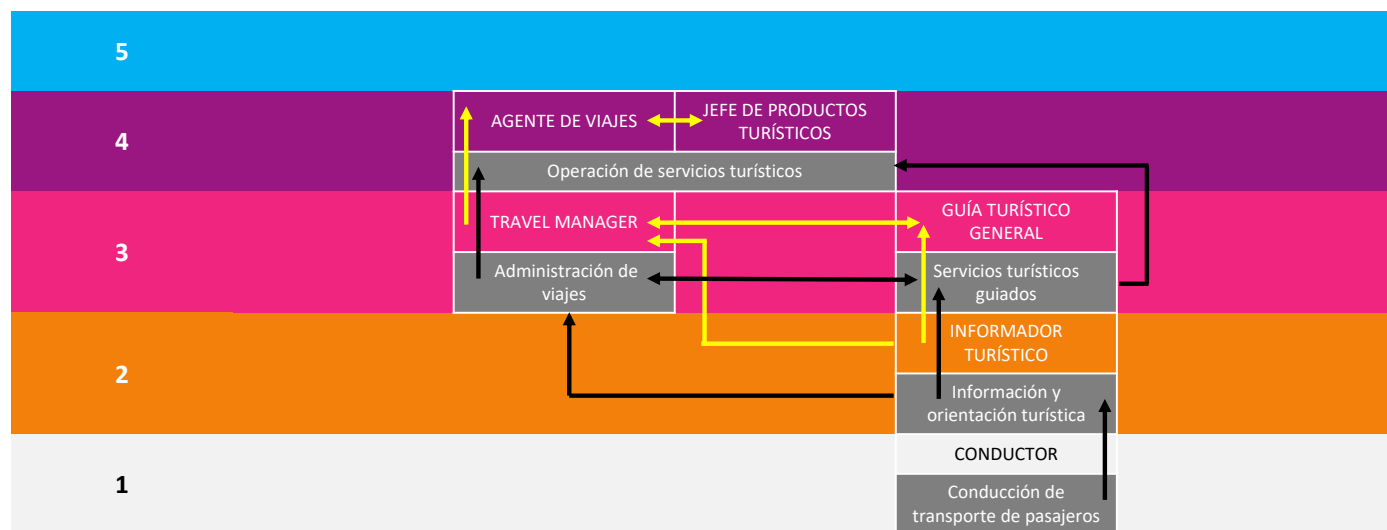 5
4
AGENTE DE VIAJES
JEFE DE PRODUCTOS
TURÍSTICOS
Operación de servicios turísticos
3
TRAVEL MANAGER
GUÍA TURÍSTICO
GENERAL
Administración de
viajes
Servicios turísticos
guiados
2
INFORMADOR
TURÍSTICO
Información y
orientación turística
1
CONDUCTOR
Conducción de
transporte de pasajeros